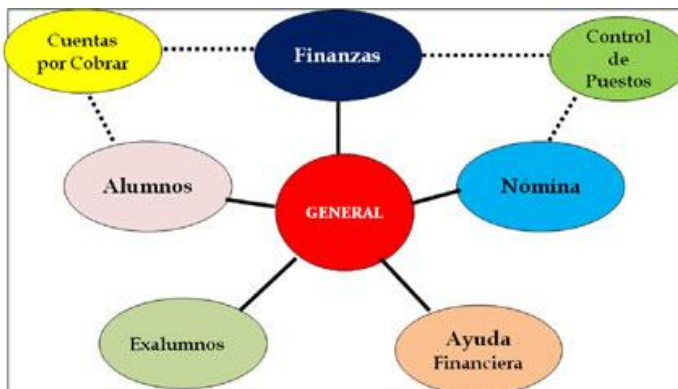 Cuentas
por Cobrar
Finanzas
Control
de
Puestos
Alumnos
Nómina
GENERAL
Exalumnos
Ayuda
Financiera